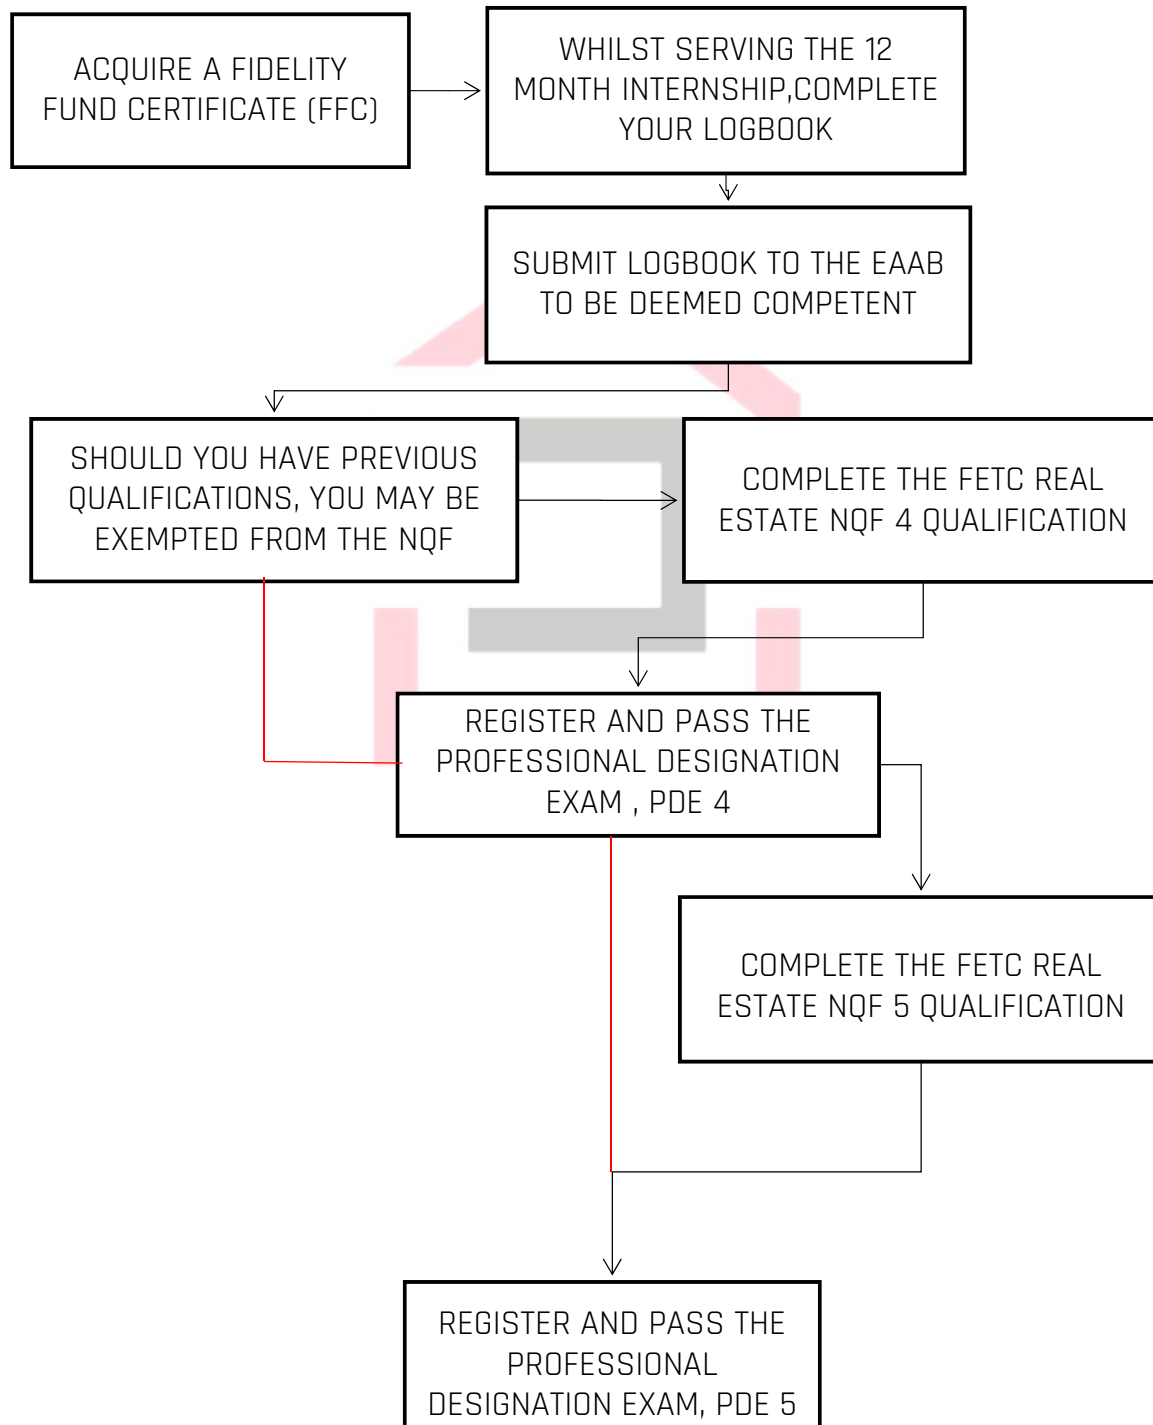 ACQUIRE A FIDELITY
FUND CERTIFICATE (FFC)
WHILST SERVING THE 12
MONTH INTERNSHIP,COMPLETE
YOUR LOGBOOK
SUBMIT LOGBOOK TO THE EAAB
TO BE DEEMED COMPETENT
SHOULD YOU HAVE PREVIOUS
QUALIFICATIONS, YOU MAY BE
EXEMPTED FROM THE NQF
COMPLETE THE FETC REAL
ESTATE NQF 4 QUALIFICATION
REGISTER AND PASS THE
PROFESSIONAL DESIGNATION
EXAM , PDE 4
COMPLETE THE FETC REAL
ESTATE NQF 5 QUALIFICATION
REGISTER AND PASS THE
PROFESSIONAL
DESIGNATION EXAM, PDE 5